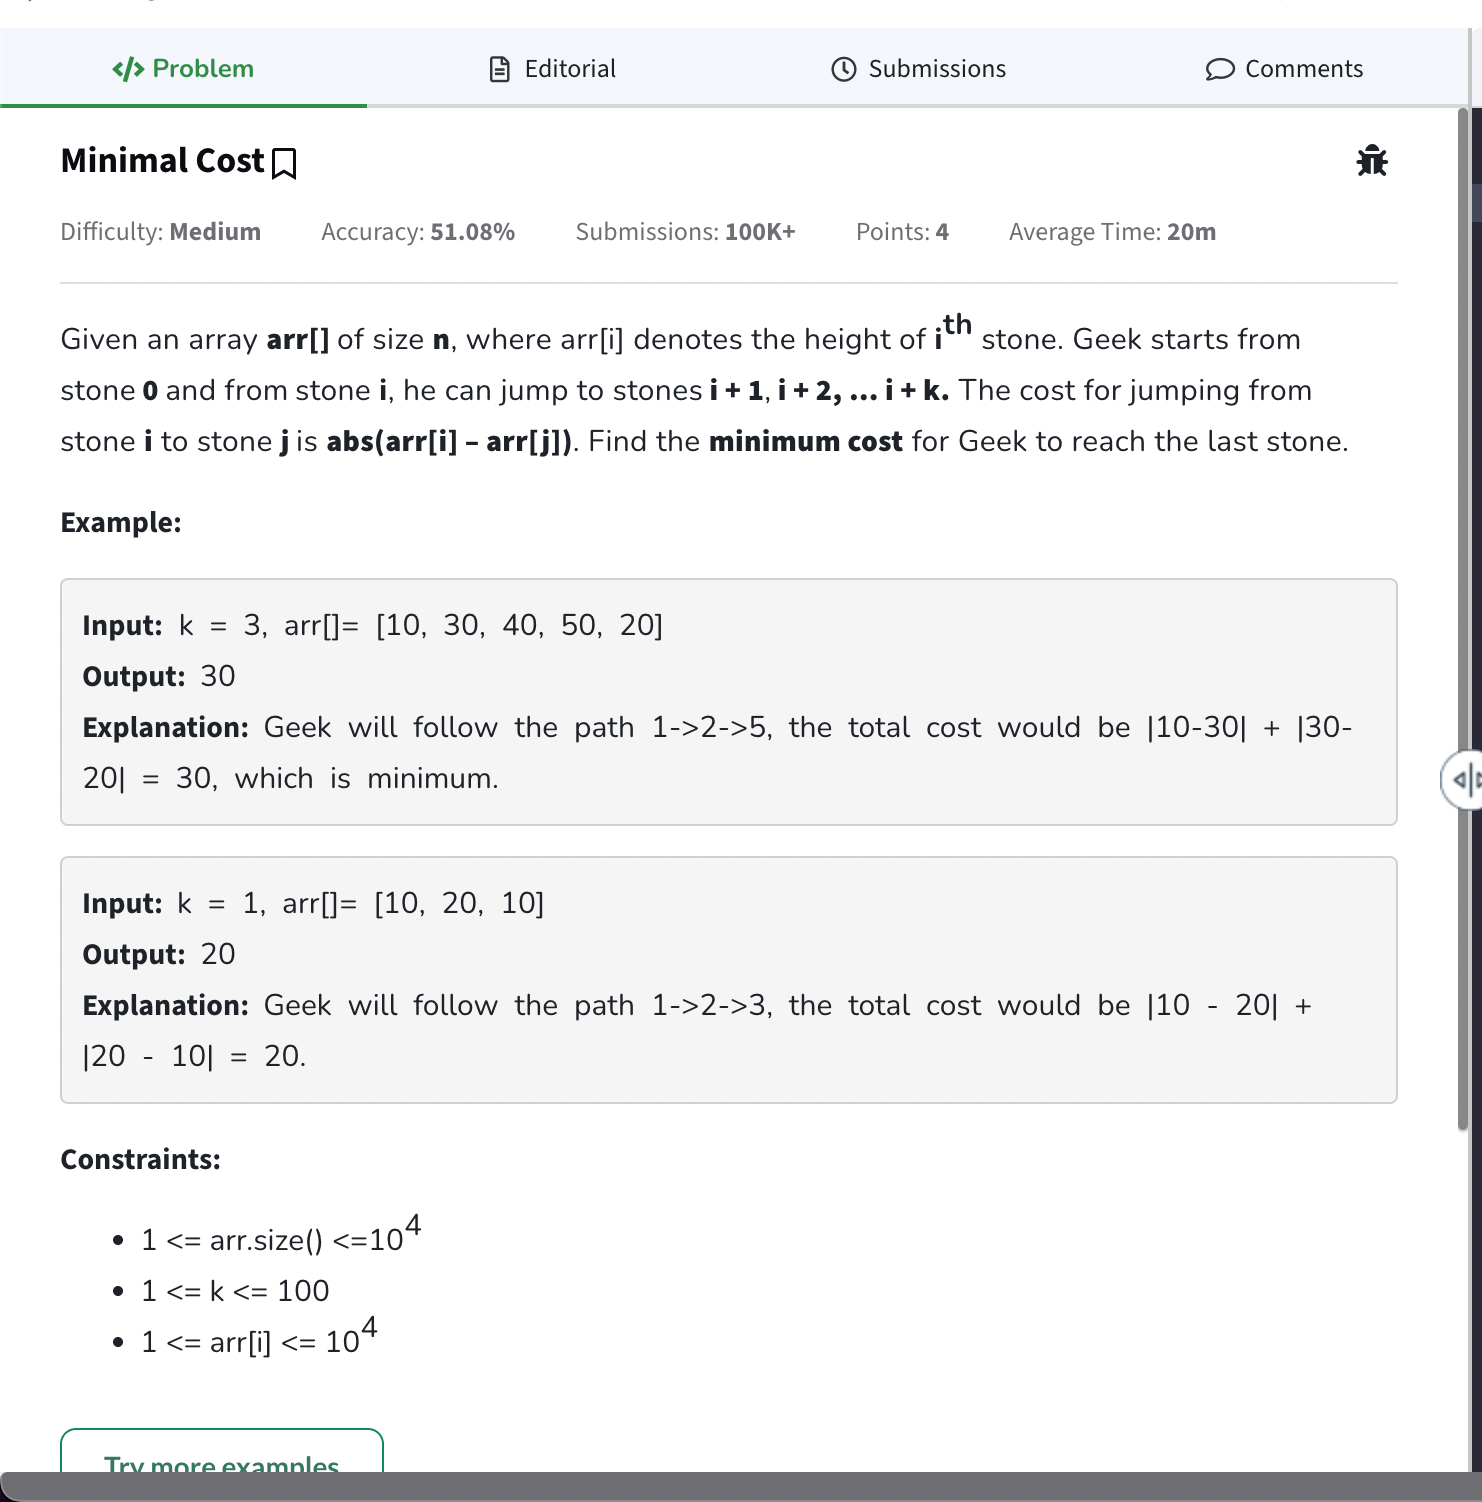 </> Problem Editorial Submissions Comments
Minimal Cost
Difficulty: Medium Accuracy: 51.08% Submissions: 100K+ Points: 4 Average Time: 20m
Given an array arr[] of size n, where arr[i] denotes the height of ith stone. Geek starts from
stone 0 and from stone i, he can jump to stones i + 1, i + 2, ... i + k. The cost for jumping from
stone i to stone j is abs(arr[i] – arr[j]). Find the minimum cost for Geek to reach the last stone.
Example:
Input: k = 3, arr[]= [10, 30, 40, 50, 20]
Output: 30
Explanation: Geek will follow the path 1->2->5, the total cost would be |10-30| + |30-
20| = 30, which is minimum.
Input: k = 1, arr[]= [10, 20, 10]
Output: 20
Explanation: Geek will follow the path 1->2->3, the total cost would be |10 - 20| +
|20 - 10| = 20.
Constraints:
• 1 <= arr.size() <=10^4
• 1 <= k <= 100
• 1 <= arr[i] <= 10^4
Try more examples